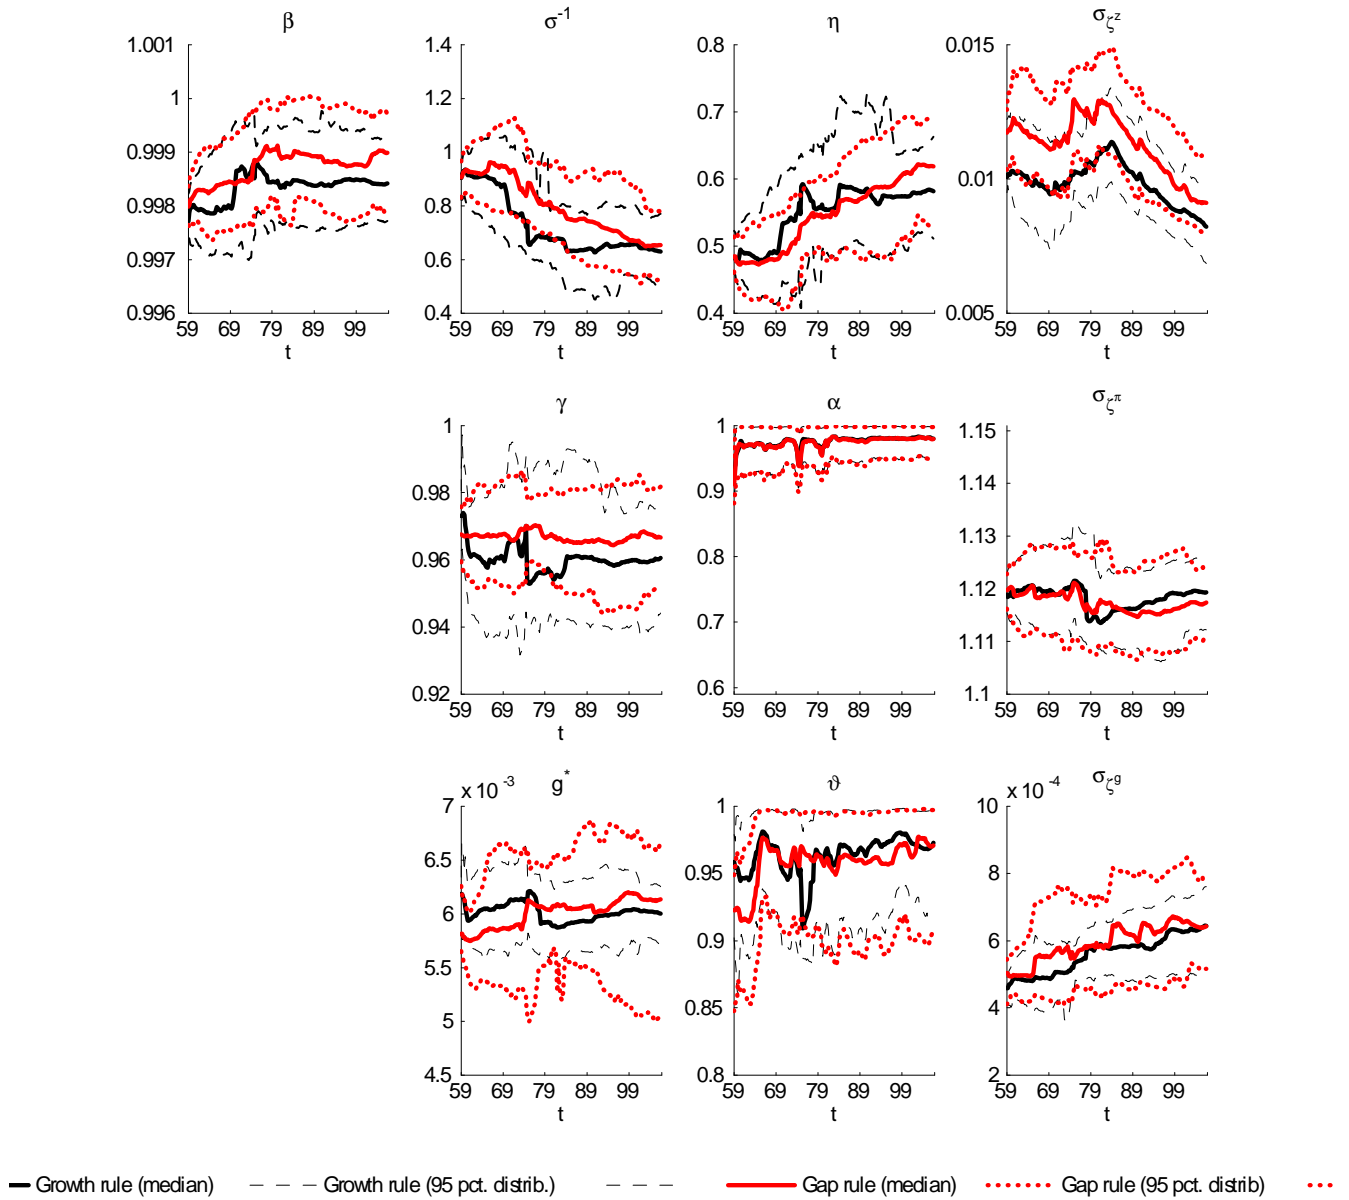 β σ⁻¹ η σ_ζᶻ
1.001 1.4 0.8 0.015
1 1.2 0.7
0.999 1 0.6 0.01
0.998 0.8 0.5
0.997 0.6
0.996 0.4 0.4 0.005
59 69 79 89 99 59 69 79 89 99 59 69 79 89 99 59 69 79 89 99
t t t t
γ α σ_ζπ
1 1 1.15
0.98 0.9 1.14
0.96 0.8 1.13
0.94 0.7 1.12
0.92 0.6 1.11
1.1
59 69 79 89 99 59 69 79 89 99 59 69 79 89 99
t t t
x 10⁻³ g* ϑ x 10⁻⁴ σ_ζg
7 1 10
6.5 0.95 8
6 0.9 6
5.5 0.85 4
5 0.8 2
4.5
59 69 79 89 99 59 69 79 89 99 59 69 79 89 99
t t t
Growth rule (median) Growth rule (95 pct. distrib.) Gap rule (median) Gap rule (95 pct. distrib)